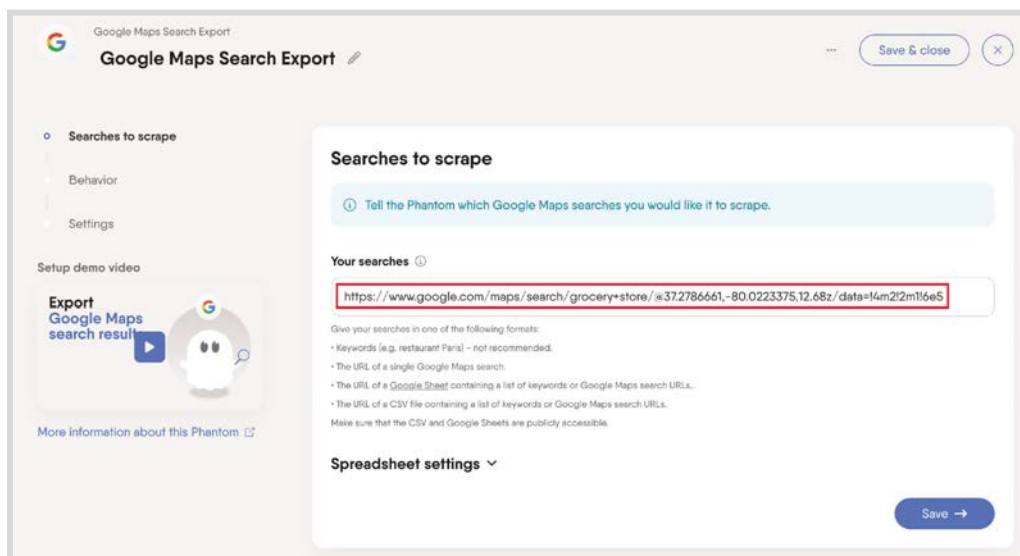 Google Maps Search Export
Google Maps Search Export
Save & close
Searches to scrape
Behavior
Settings
Setup demo video
Export
Google Maps
search result
More information about this Phantom
Searches to scrape
Tell the Phantom which Google Maps searches you would like it to scrape.
Your searches
https://www.google.com/maps/search/grocery+store/@37.2786661,-80.0223375,12.68z/data=!4m2!2m1!6e5
Give your searches in one of the following formats:
• Keywords (e.g. restaurant Paris) – not recommended.
• The URL of a single Google Maps search.
• The URL of a Google Sheet containing a list of keywords or Google Maps search URLs.
• The URL of a CSV file containing a list of keywords or Google Maps search URLs.
Make sure that the CSV and Google Sheets are publicly accessible.
Spreadsheet settings
Save →